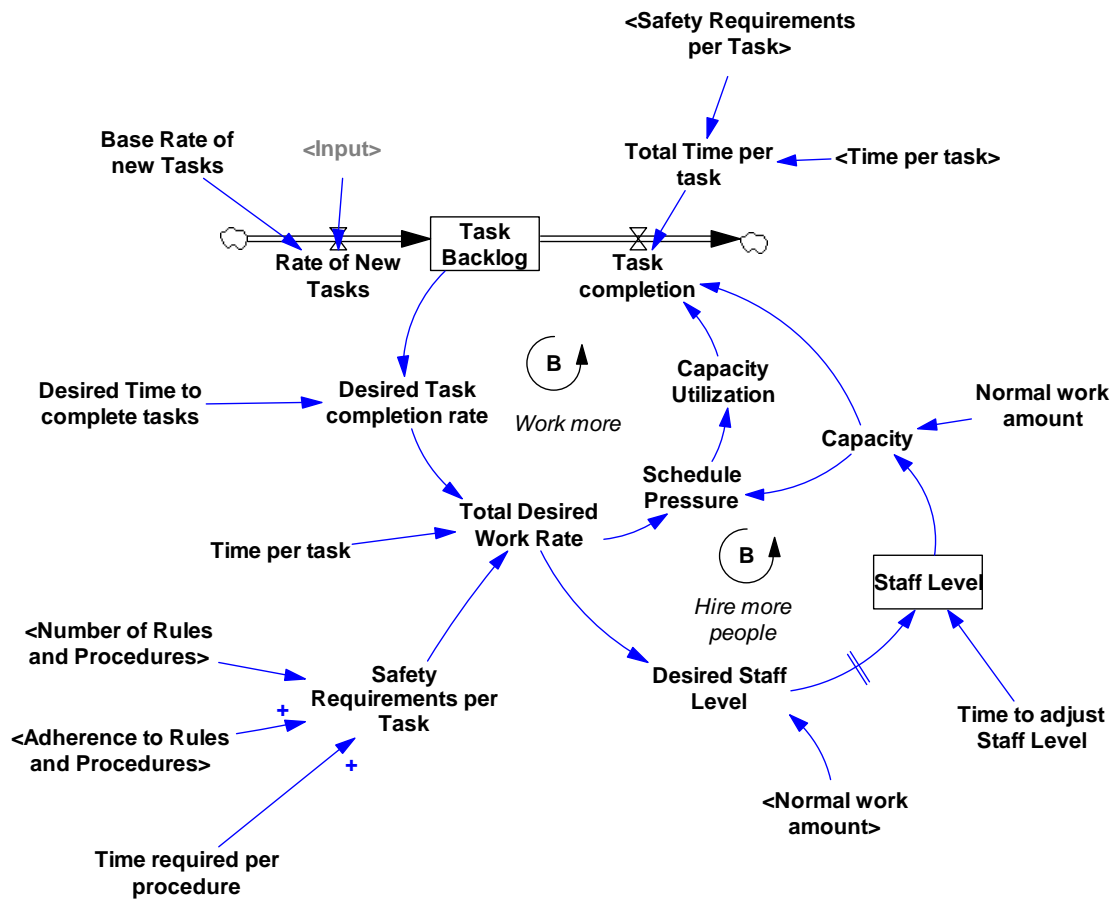 <Safety Requirements
per Task>
Base Rate of
new Tasks
<Input>
Total Time per
task
<Time per task>
Task
Backlog
Rate of New
Tasks
Task
completion
B
Work more
Capacity
Utilization
Desired Time to
complete tasks
Desired Task
completion rate
Normal work
amount
Capacity
Schedule
Pressure
Total Desired
Work Rate
Time per task
B
Hire more
people
Staff Level
<Number of Rules
and Procedures>
Safety
Requirements per
Task
Desired Staff
Level
+
<Adherence to Rules
and Procedures>
Time to adjust
Staff Level
+
<Normal work
amount>
Time required per
procedure